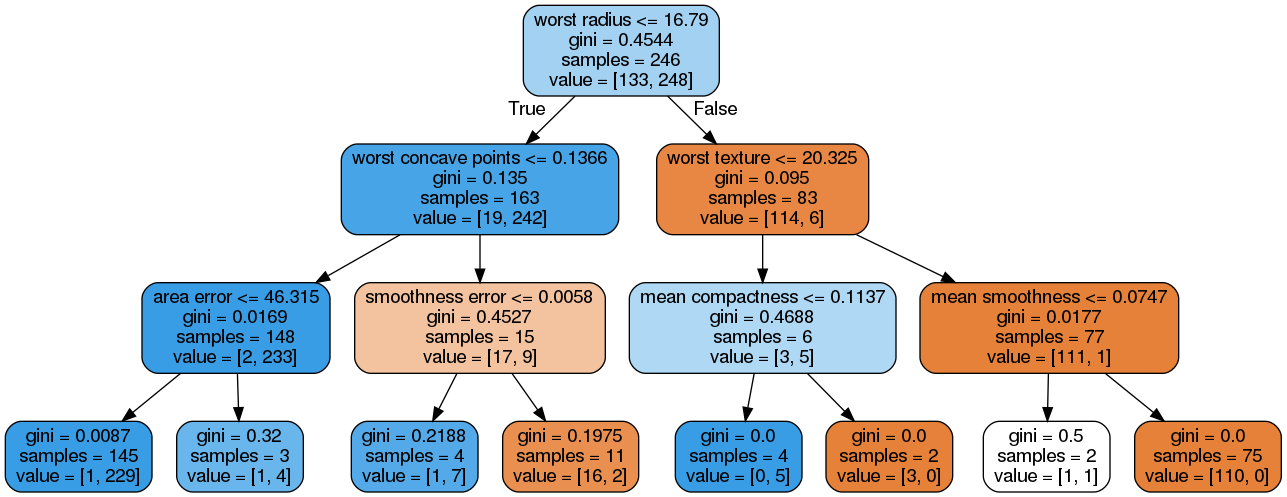 worst radius <= 16.79
gini = 0.4544
samples = 246
value = [133, 248]
True
False
worst concave points <= 0.1366
gini = 0.135
samples = 163
value = [19, 242]
worst texture <= 20.325
gini = 0.095
samples = 83
value = [114, 6]
area error <= 46.315
gini = 0.0169
samples = 148
value = [2, 233]
smoothness error <= 0.0058
gini = 0.4527
samples = 15
value = [17, 9]
mean compactness <= 0.1137
gini = 0.4688
samples = 6
value = [3, 5]
mean smoothness <= 0.0747
gini = 0.0177
samples = 77
value = [111, 1]
gini = 0.0087
samples = 145
value = [1, 229]
gini = 0.32
samples = 3
value = [1, 4]
gini = 0.2188
samples = 4
value = [1, 7]
gini = 0.1975
samples = 11
value = [16, 2]
gini = 0.0
samples = 4
value = [0, 5]
gini = 0.0
samples = 2
value = [3, 0]
gini = 0.5
samples = 2
value = [1, 1]
gini = 0.0
samples = 75
value = [110, 0]